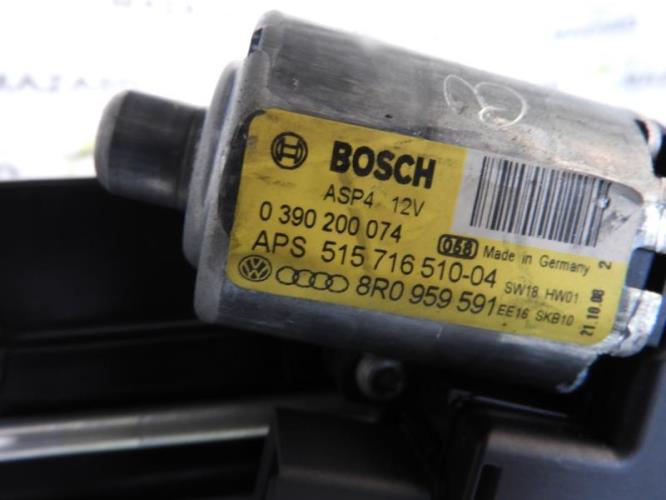 BOSCH
ASP4 12V
0 390 200 074
068 Made in Germany 2
APS 515 716 510-04 SW18 HW01
8R0 959 591 EE16 SKB10
21.10.08